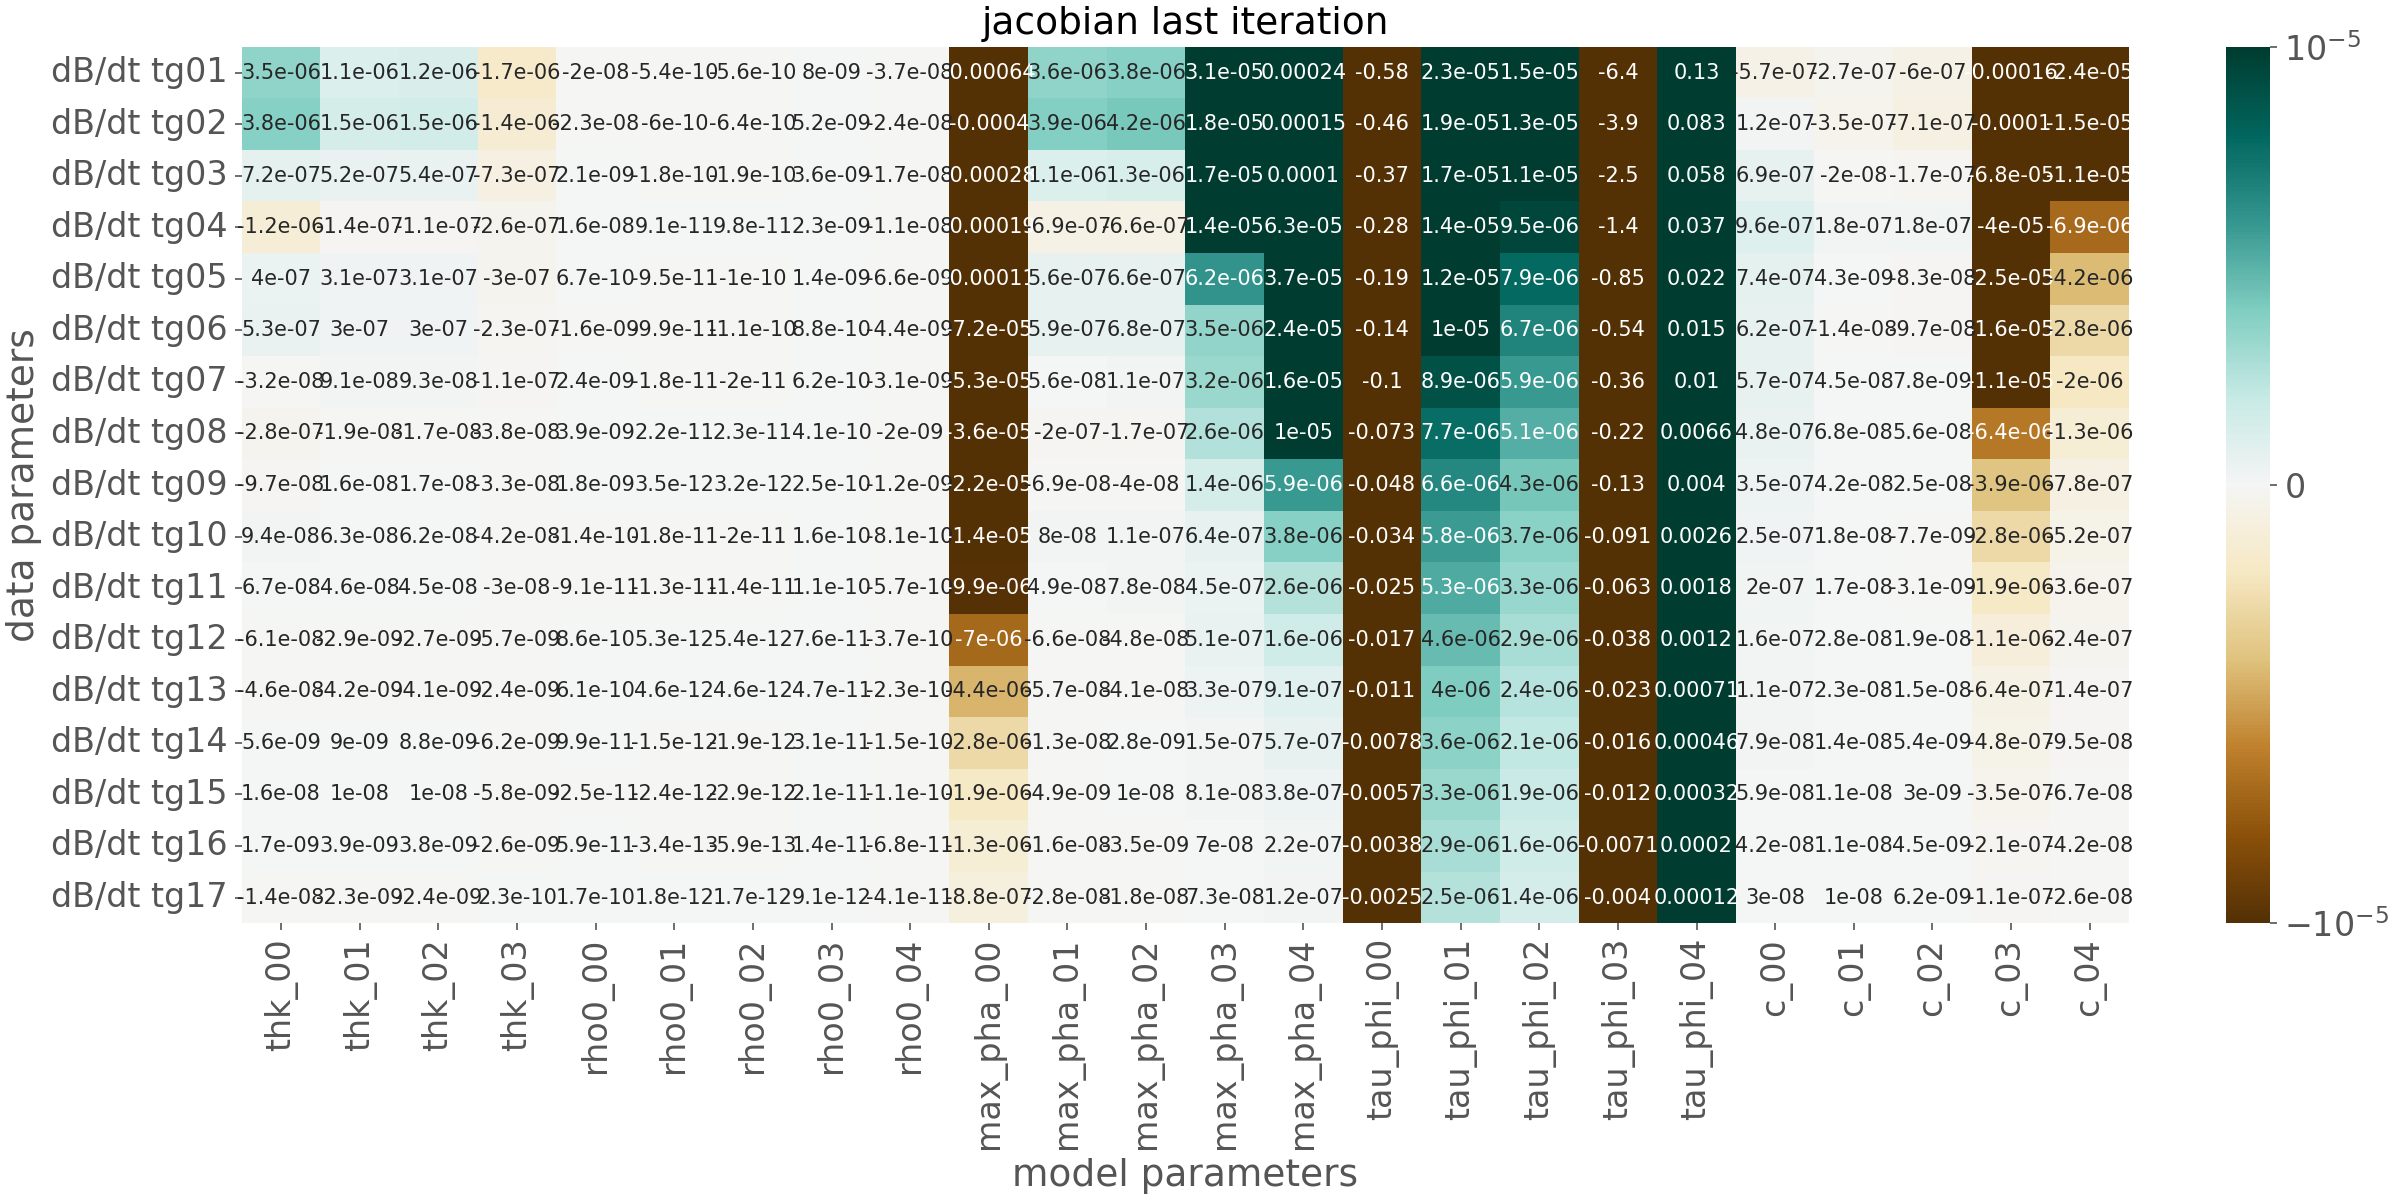 jacobian last iteration
dB/dt tg01 3.5e-06 1.1e-06 1.2e-06 -1.7e-06 -2e-08 -5.4e-10 -5.6e-10 8e-09 -3.7e-08 -0.00064 3.6e-06 3.8e-06 3.1e-05 0.00024 -0.58 2.3e-05 1.5e-05 -6.4 0.13 -5.7e-07 -2.7e-07 -6e-07 -0.00016 -2.4e-05
dB/dt tg02 3.8e-06 1.5e-06 1.5e-06 -1.4e-06 -2.3e-08 -6e-10 -6.4e-10 5.2e-09 -2.4e-08 -0.0004 3.9e-06 4.2e-06 1.8e-05 0.00015 -0.46 1.9e-05 1.3e-05 -3.9 0.083 1.2e-07 -3.5e-07 -7.1e-07 -0.0001 -1.5e-05
dB/dt tg03 7.2e-07 5.2e-07 5.4e-07 -7.3e-07 2.1e-09 -1.8e-10 -1.9e-10 3.6e-09 -1.7e-08 -0.00028 1.1e-06 1.3e-06 1.7e-05 0.0001 -0.37 1.7e-05 1.1e-05 -2.5 0.058 6.9e-07 -2e-08 -1.7e-07 -6.8e-05 -1.1e-05
dB/dt tg04 -1.2e-06 -1.4e-07 -1.1e-07 -2.6e-07 1.6e-08 9.1e-11 9.8e-11 2.3e-09 -1.1e-08 -0.00019 -6.9e-07 -6.6e-07 1.4e-05 6.3e-05 -0.28 1.4e-05 9.5e-06 -1.4 0.037 9.6e-07 1.8e-07 1.8e-07 -4e-05 -6.9e-06
dB/dt tg05 4e-07 3.1e-07 3.1e-07 -3e-07 6.7e-10 -9.5e-11 -1e-10 1.4e-09 -6.6e-09 -0.00011 5.6e-07 6.6e-07 6.2e-06 3.7e-05 -0.19 1.2e-05 7.9e-06 -0.85 0.022 7.4e-07 4.3e-09 -8.3e-08 -2.5e-05 -4.2e-06
dB/dt tg06 5.3e-07 3e-07 3e-07 -2.3e-07 -1.6e-09 -9.9e-11 -1.1e-10 8.8e-10 -4.4e-09 -7.2e-05 5.9e-07 6.8e-07 3.5e-06 2.4e-05 -0.14 1e-05 6.7e-06 -0.54 0.015 6.2e-07 -1.4e-08 -9.7e-08 -1.6e-05 -2.8e-06
dB/dt tg07 -3.2e-08 9.1e-08 9.3e-08 -1.1e-07 2.4e-09 -1.8e-11 -2e-11 6.2e-10 -3.1e-09 -5.3e-05 5.6e-08 1.1e-07 3.2e-06 1.6e-05 -0.1 8.9e-06 5.9e-06 -0.36 0.01 5.7e-07 4.5e-08 7.8e-09 -1.1e-05 -2e-06
dB/dt tg08 -2.8e-07 -1.9e-08 -1.7e-08 -3.8e-08 3.9e-09 2.2e-11 2.3e-11 4.1e-10 -2e-09 -3.6e-05 -2e-07 -1.7e-07 2.6e-06 1e-05 -0.073 7.7e-06 5.1e-06 -0.22 0.0066 4.8e-07 6.8e-08 5.6e-08 -6.4e-06 -1.3e-06
dB/dt tg09 -9.7e-08 1.6e-08 1.7e-08 -3.3e-08 1.8e-09 3.5e-12 3.2e-12 2.5e-10 -1.2e-09 -2.2e-05 -6.9e-08 -4e-08 1.4e-06 5.9e-06 -0.048 6.6e-06 4.3e-06 -0.13 0.004 3.5e-07 4.2e-08 2.5e-08 -3.9e-06 -7.8e-07
dB/dt tg10 9.4e-08 6.3e-08 6.2e-08 -4.2e-08 -1.4e-10 -1.8e-11 -2e-11 1.6e-10 -8.1e-10 -1.4e-05 8e-08 1.1e-07 6.4e-07 3.8e-06 -0.034 5.8e-06 3.7e-06 -0.091 0.0026 2.5e-07 1.8e-08 -7.7e-09 -2.8e-06 -5.2e-07
dB/dt tg11 6.7e-08 4.6e-08 4.5e-08 -3e-08 -9.1e-11 -1.3e-11 -1.4e-11 1.1e-10 -5.7e-10 -9.9e-06 4.9e-08 7.8e-08 4.5e-07 2.6e-06 -0.025 5.3e-06 3.3e-06 -0.063 0.0018 2e-07 1.7e-08 -3.1e-09 -1.9e-06 -3.6e-07
dB/dt tg12 -6.1e-08 -2.9e-09 -2.7e-09 -5.7e-09 8.6e-10 5.3e-12 5.4e-12 7.6e-11 -3.7e-10 -7e-06 -6.6e-08 -4.8e-08 5.1e-07 1.6e-06 -0.017 4.6e-06 2.9e-06 -0.038 0.0012 1.6e-07 2.8e-08 1.9e-08 -1.1e-06 -2.4e-07
dB/dt tg13 -4.6e-08 -4.2e-09 -4.1e-09 -2.4e-09 6.1e-10 4.6e-12 4.6e-12 4.7e-11 -2.3e-10 -4.4e-06 -5.7e-08 -4.1e-08 3.3e-07 9.1e-07 -0.011 4e-06 2.4e-06 -0.023 0.00071 1.1e-07 2.3e-08 1.5e-08 -6.4e-07 -1.4e-07
dB/dt tg14 5.6e-09 9e-09 8.8e-09 -6.2e-09 9.9e-11 -1.5e-12 -1.9e-12 3.1e-11 -1.5e-10 -2.8e-06 -1.3e-08 2.8e-09 1.5e-07 5.7e-07 -0.0078 3.6e-06 2.1e-06 -0.016 0.00046 7.9e-08 1.4e-08 5.4e-09 -4.8e-07 -9.5e-08
dB/dt tg15 1.6e-08 1e-08 1e-08 -5.8e-09 -2.5e-11 -2.4e-12 -2.9e-12 2.1e-11 -1.1e-10 -1.9e-06 -4.9e-09 1e-08 8.1e-08 3.8e-07 -0.0057 3.3e-06 1.9e-06 -0.012 0.00032 5.9e-08 1.1e-08 3e-09 -3.5e-07 -6.7e-08
dB/dt tg16 1.7e-09 3.9e-09 3.8e-09 -2.6e-09 5.9e-11 -3.4e-13 -5.9e-13 1.4e-11 -6.8e-11 -1.3e-06 -1.6e-08 -3.5e-09 7e-08 2.2e-07 -0.0038 2.9e-06 1.6e-06 -0.0071 0.0002 4.2e-08 1.1e-08 4.5e-09 -2.1e-07 -4.2e-08
dB/dt tg17 -1.4e-08 -2.3e-09 -2.4e-09 2.3e-10 1.7e-10 1.8e-12 1.7e-12 9.1e-12 -4.1e-11 -8.8e-07 -2.8e-08 -1.8e-08 7.3e-08 1.2e-07 -0.0025 2.5e-06 1.4e-06 -0.004 0.00012 3e-08 1e-08 6.2e-09 -1.1e-07 -2.6e-08
data parameters
thk_00 thk_01 thk_02 thk_03 rho0_00 rho0_01 rho0_02 rho0_03 rho0_04 max_pha_00 max_pha_01 max_pha_02 max_pha_03 max_pha_04 tau_phi_00 tau_phi_01 tau_phi_02 tau_phi_03 tau_phi_04 c_00 c_01 c_02 c_03 c_04
model parameters
10⁻⁵
0
−10⁻⁵